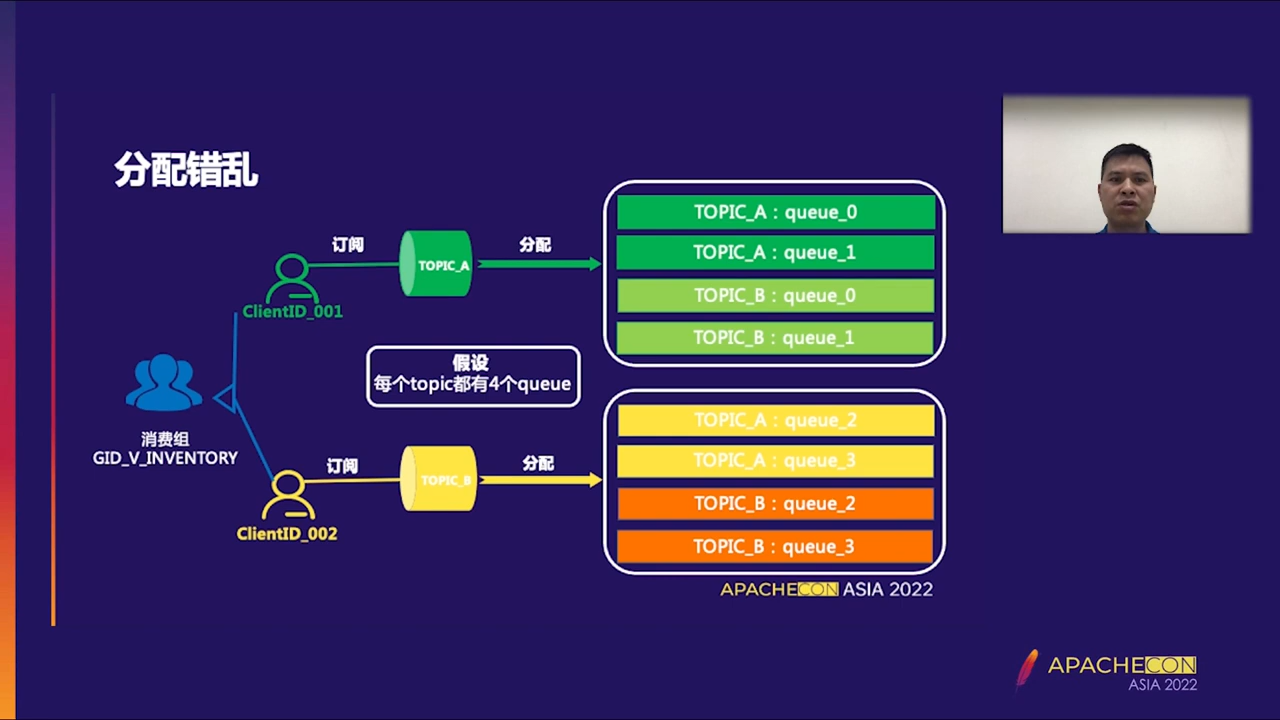 分配错乱
订阅
TOPIC_A
分配
ClientID_001
TOPIC_A：queue_0
TOPIC_A：queue_1
TOPIC_B：queue_0
TOPIC_B：queue_1
假设
每个topic都有4个queue
消费组
GID_V_INVENTORY
订阅
TOPIC_B
分配
ClientID_002
TOPIC_A：queue_2
TOPIC_A：queue_3
TOPIC_B：queue_2
TOPIC_B：queue_3
APACHECON ASIA 2022
APACHECON
ASIA 2022